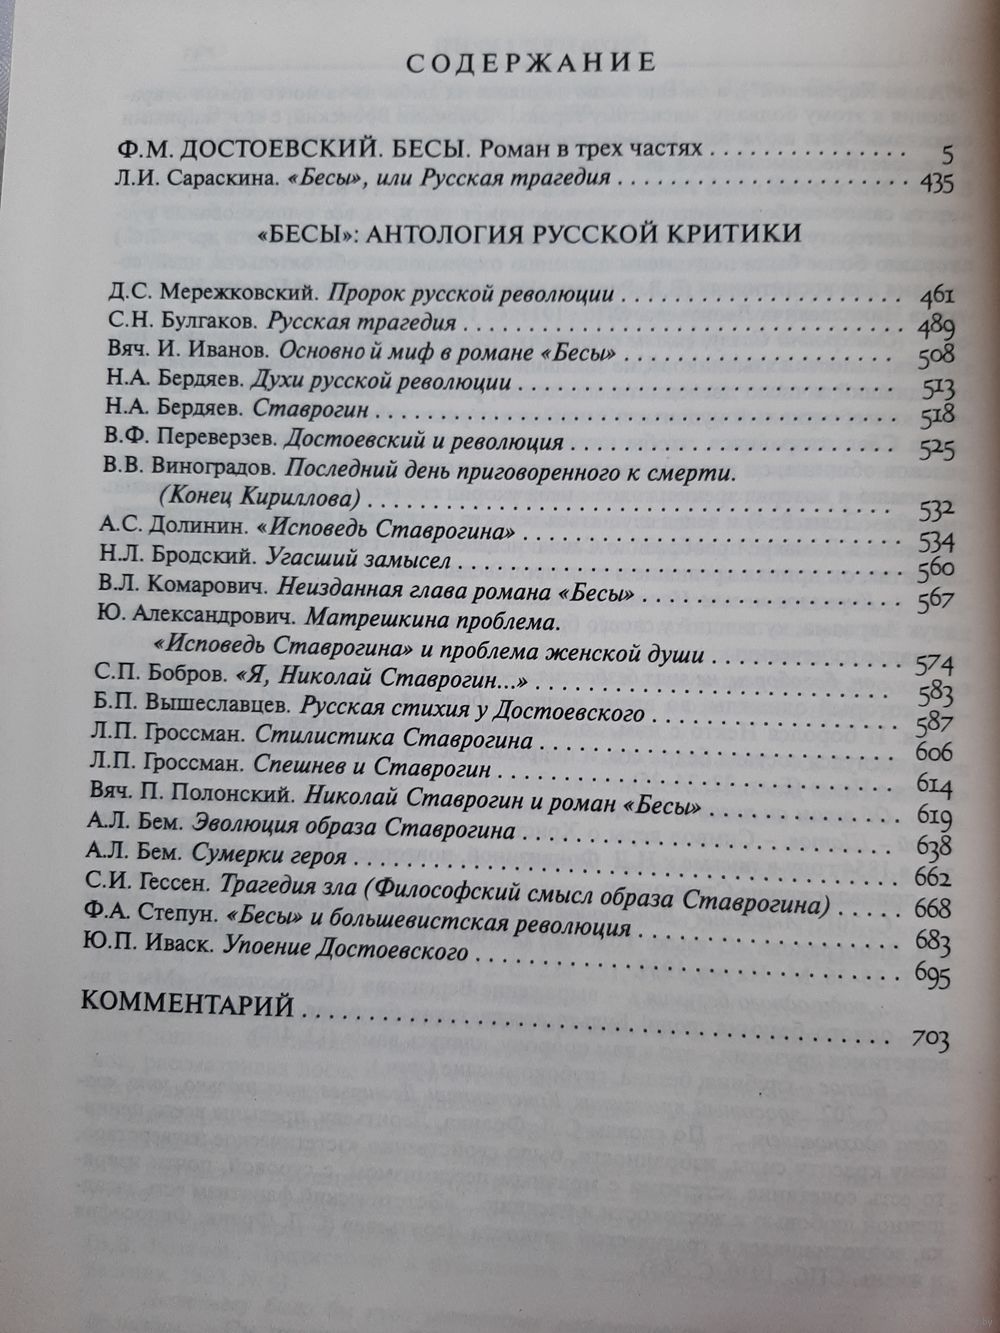 СОДЕРЖАНИЕ
Ф.М. ДОСТОЕВСКИЙ. БЕСЫ. Роман в трех частях . . . . . . . . . . . . . . 5
Л.И. Сараскина. «Бесы», или Русская трагедия . . . . . . . . . . . . . . . . . . . . 435
«БЕСЫ»: АНТОЛОГИЯ РУССКОЙ КРИТИКИ
Д.С. Мережковский. Пророк русской революции . . . . . . . . . . . . . . . . . . . 461
С.Н. Булгаков. Русская трагедия . . . . . . . . . . . . . . . . . . . . . . . . . . . . . . 489
Вяч. И. Иванов. Основно й миф в романе «Бесы» . . . . . . . . . . . . . . . . . . 508
Н.А. Бердяев. Духи русской революции . . . . . . . . . . . . . . . . . . . . . . . . . . 513
Н.А. Бердяев. Ставрогин . . . . . . . . . . . . . . . . . . . . . . . . . . . . . . . . . . . . 518
В.Ф. Переверзев. Достоевский и революция . . . . . . . . . . . . . . . . . . . . . . 525
В.В. Виноградов. Последний день приговоренного к смерти.
(Конец Кириллова) . . . . . . . . . . . . . . . . . . . . . . . . . . . . . . . . . . . . 532
А.С. Долинин. «Исповедь Ставрогина» . . . . . . . . . . . . . . . . . . . . . . . . . 534
Н.Л. Бродский. Угасший замысел . . . . . . . . . . . . . . . . . . . . . . . . . . . . . . 560
В.Л. Комарович. Неизданная глава романа «Бесы» . . . . . . . . . . . . . . . . . 567
Ю. Александрович. Матрешкина проблема.
«Исповедь Ставрогина» и проблема женской души . . . . . . . . . . . . . 574
С.П. Бобров. «Я, Николай Ставрогин...» . . . . . . . . . . . . . . . . . . . . . . . . 583
Б.П. Вышеславцев. Русская стихия у Достоевского . . . . . . . . . . . . . . . . 587
Л.П. Гроссман. Стилистика Ставрогина . . . . . . . . . . . . . . . . . . . . . . . . 606
Л.П. Гроссман. Спешнев и Ставрогин . . . . . . . . . . . . . . . . . . . . . . . . . . . 614
Вяч. П. Полонский. Николай Ставрогин и роман «Бесы» . . . . . . . . . . . . . 619
А.Л. Бем. Эволюция образа Ставрогина . . . . . . . . . . . . . . . . . . . . . . . . . 638
А.Л. Бем. Сумерки героя . . . . . . . . . . . . . . . . . . . . . . . . . . . . . . . . . . . . . 662
С.И. Гессен. Трагедия зла (Философский смысл образа Ставрогина) . . . . . 668
Ф.А. Степун. «Бесы» и большевистская революция . . . . . . . . . . . . . . . . . 683
Ю.П. Иваск. Упоение Достоевского . . . . . . . . . . . . . . . . . . . . . . . . . . . . 695
КОММЕНТАРИЙ . . . . . . . . . . . . . . . . . . . . . . . . . . . . . . . . . . . . . . . . 703